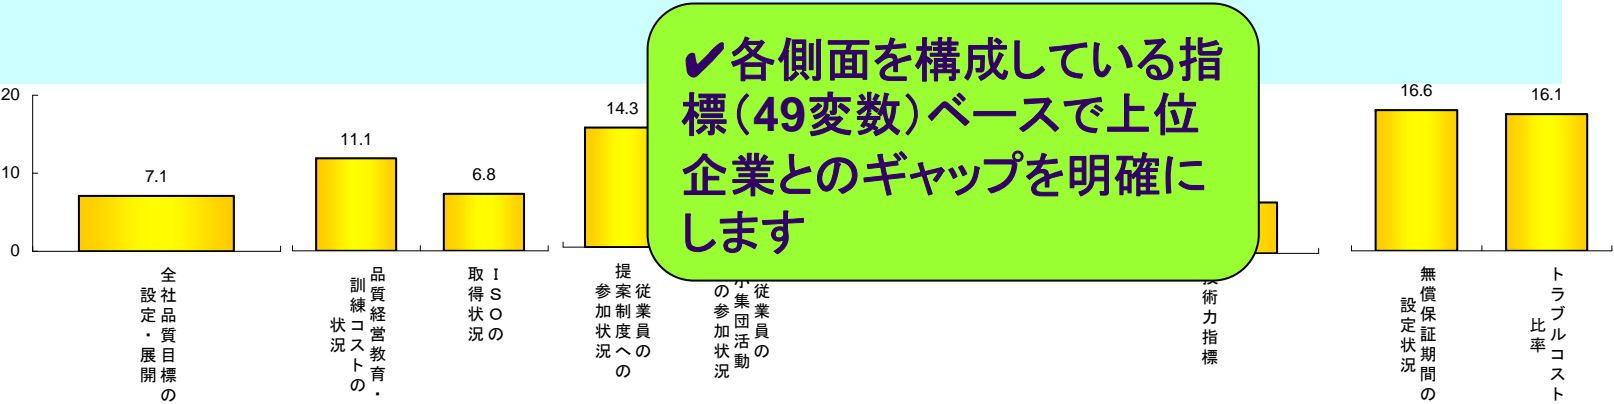 ✔各側面を構成している指
標（49変数）ベースで上位
企業とのギャップを明確に
します
20
10
0
7.1
11.1
6.8
14.3
16.6
16.1
全社品質目標の
設定・展開
品質経営教育・
訓練コストの
状況
ISOの
取得状況
従業員の
提案制度への
参加状況
従業員の
小集団活動
の参加状況
術力指標
無償保証期間の
設定状況
トラブルコスト
比率